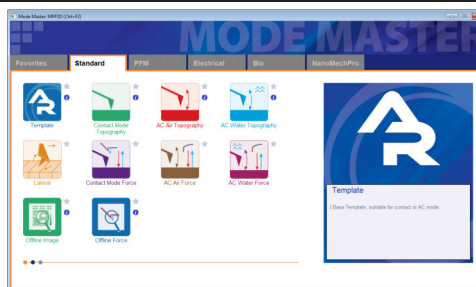 Mode Master MFP3D (Ctrl+F2)
MODE MASTER
Favorites
Standard
PFM
Electrical
Bio
NanoMechPro
AR
Template
Contact Mode
Topography
AC Air Topography
AC Water Topography
Lateral
Contact Mode Force
AC Air Force
AC Water Force
Offline Image
Offline Force
AR
Template
Base Template, suitable for contact or AC mode.